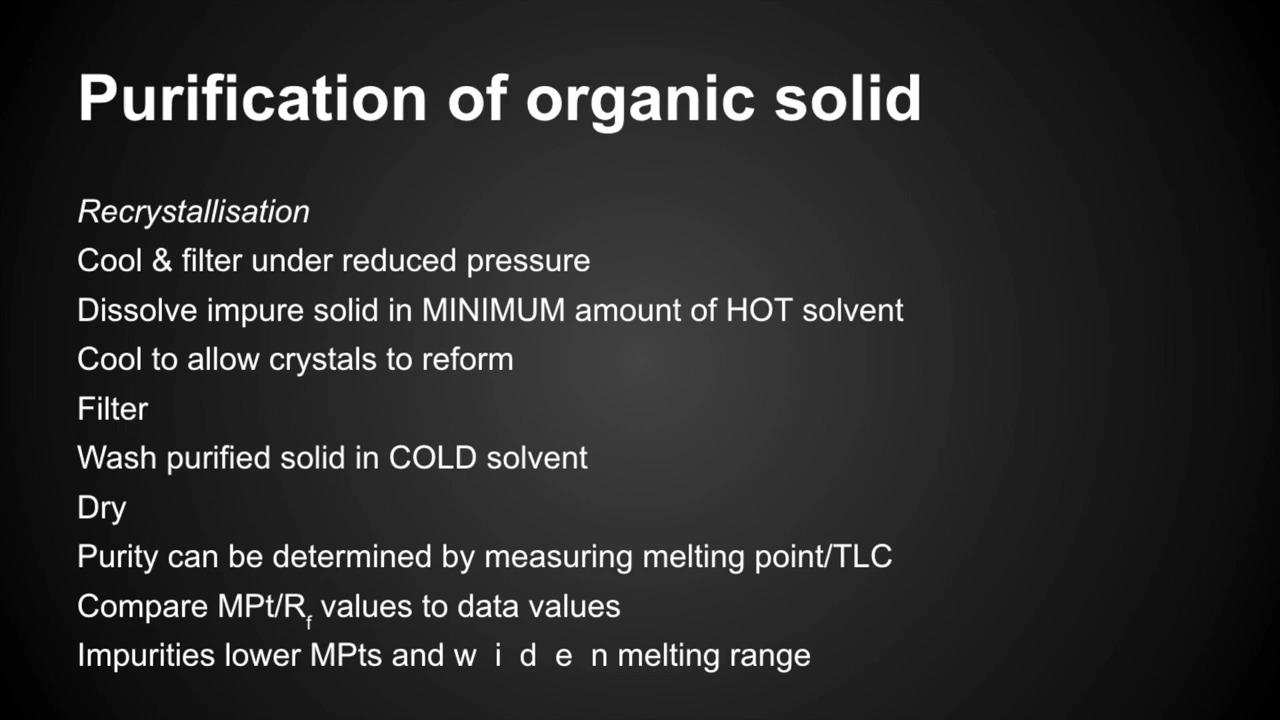 Purification of organic solid
Recrystallisation
Cool & filter under reduced pressure
Dissolve impure solid in MINIMUM amount of HOT solvent
Cool to allow crystals to reform
Filter
Wash purified solid in COLD solvent
Dry
Purity can be determined by measuring melting point/TLC
Compare MPt/Rf values to data values
Impurities lower MPts and w i d e n melting range